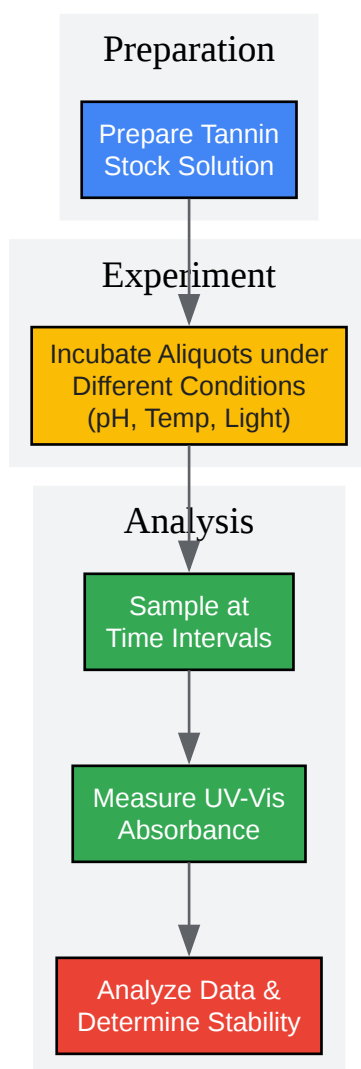 Preparation
Prepare Tannin
Stock Solution
Experiment
Incubate Aliquots under
Different Conditions
(pH, Temp, Light)
Analysis
Sample at
Time Intervals
Measure UV-Vis
Absorbance
Analyze Data &
Determine Stability